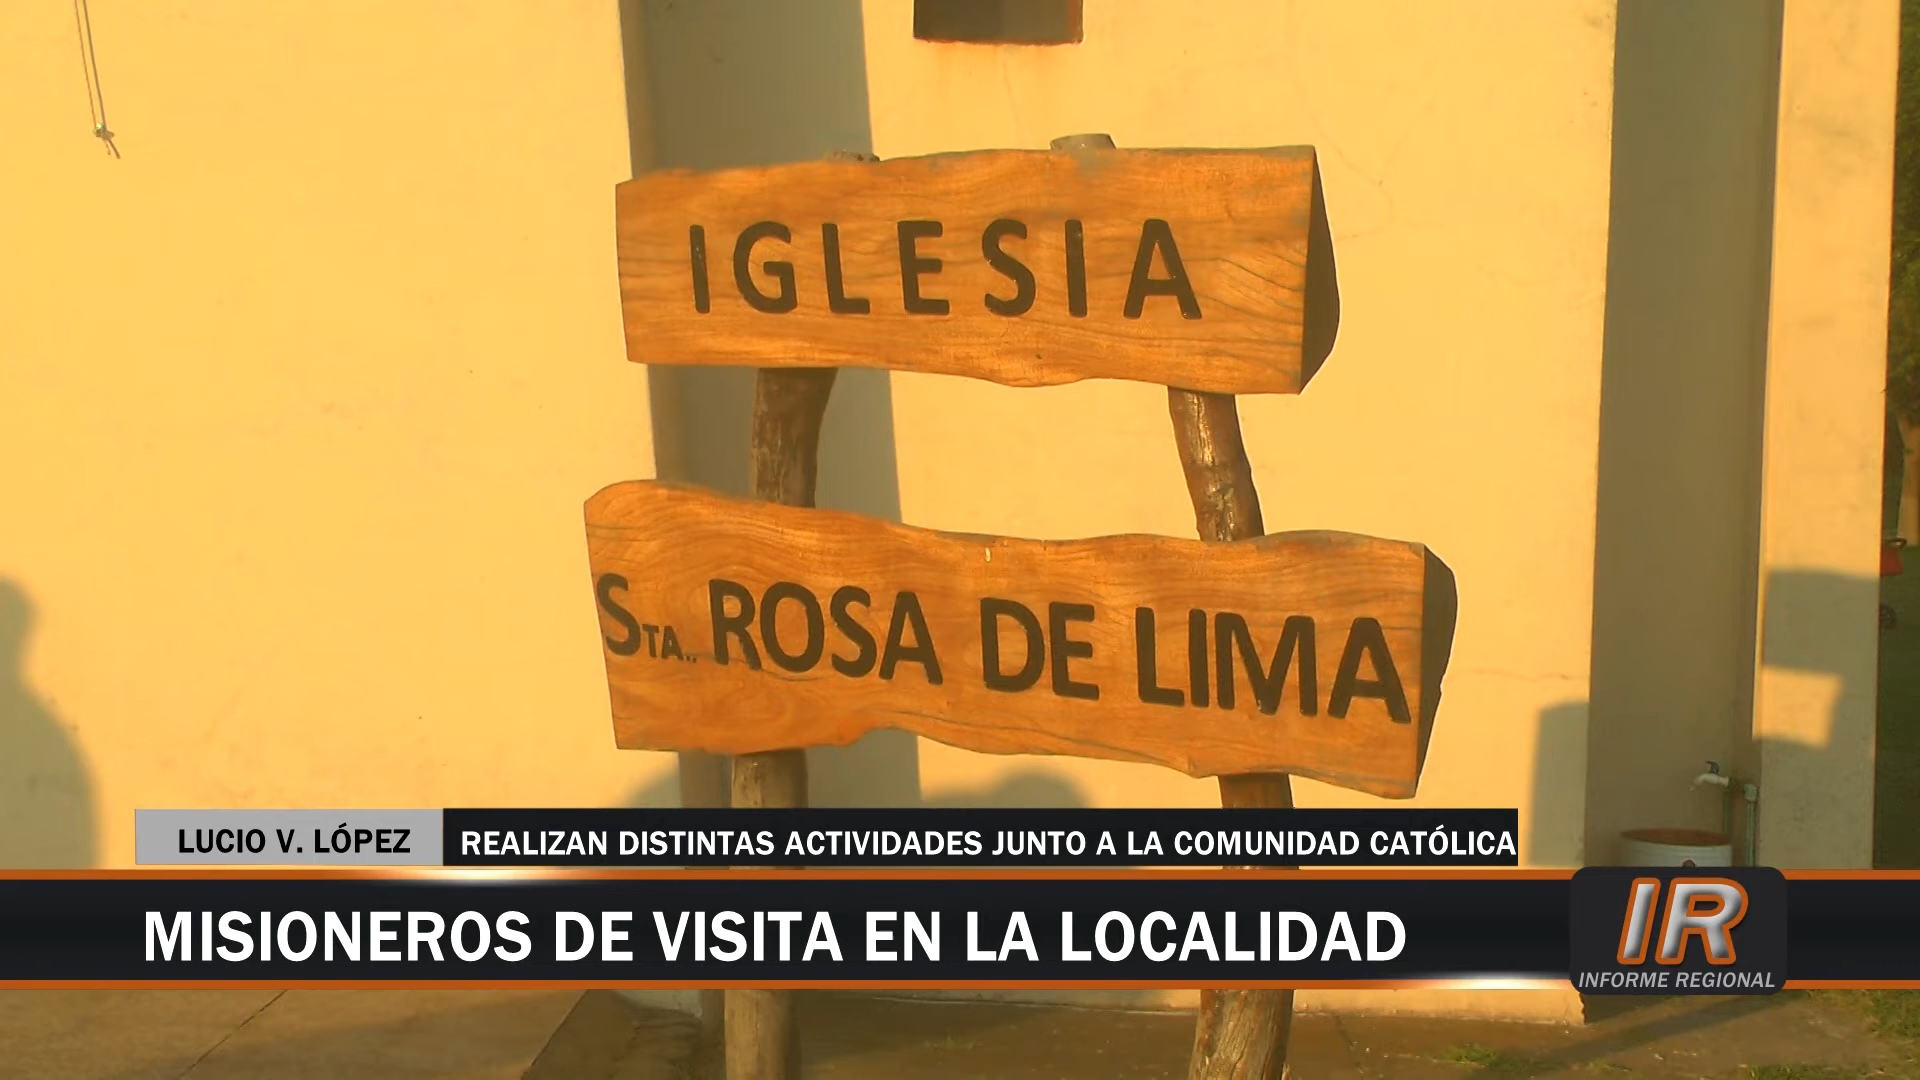 IGLESIA
STA.. ROSA DE LIMA
LUCIO V. LÓPEZ
REALIZAN DISTINTAS ACTIVIDADES JUNTO A LA COMUNIDAD CATÓLICA
MISIONEROS DE VISITA EN LA LOCALIDAD
IR
INFORME REGIONAL